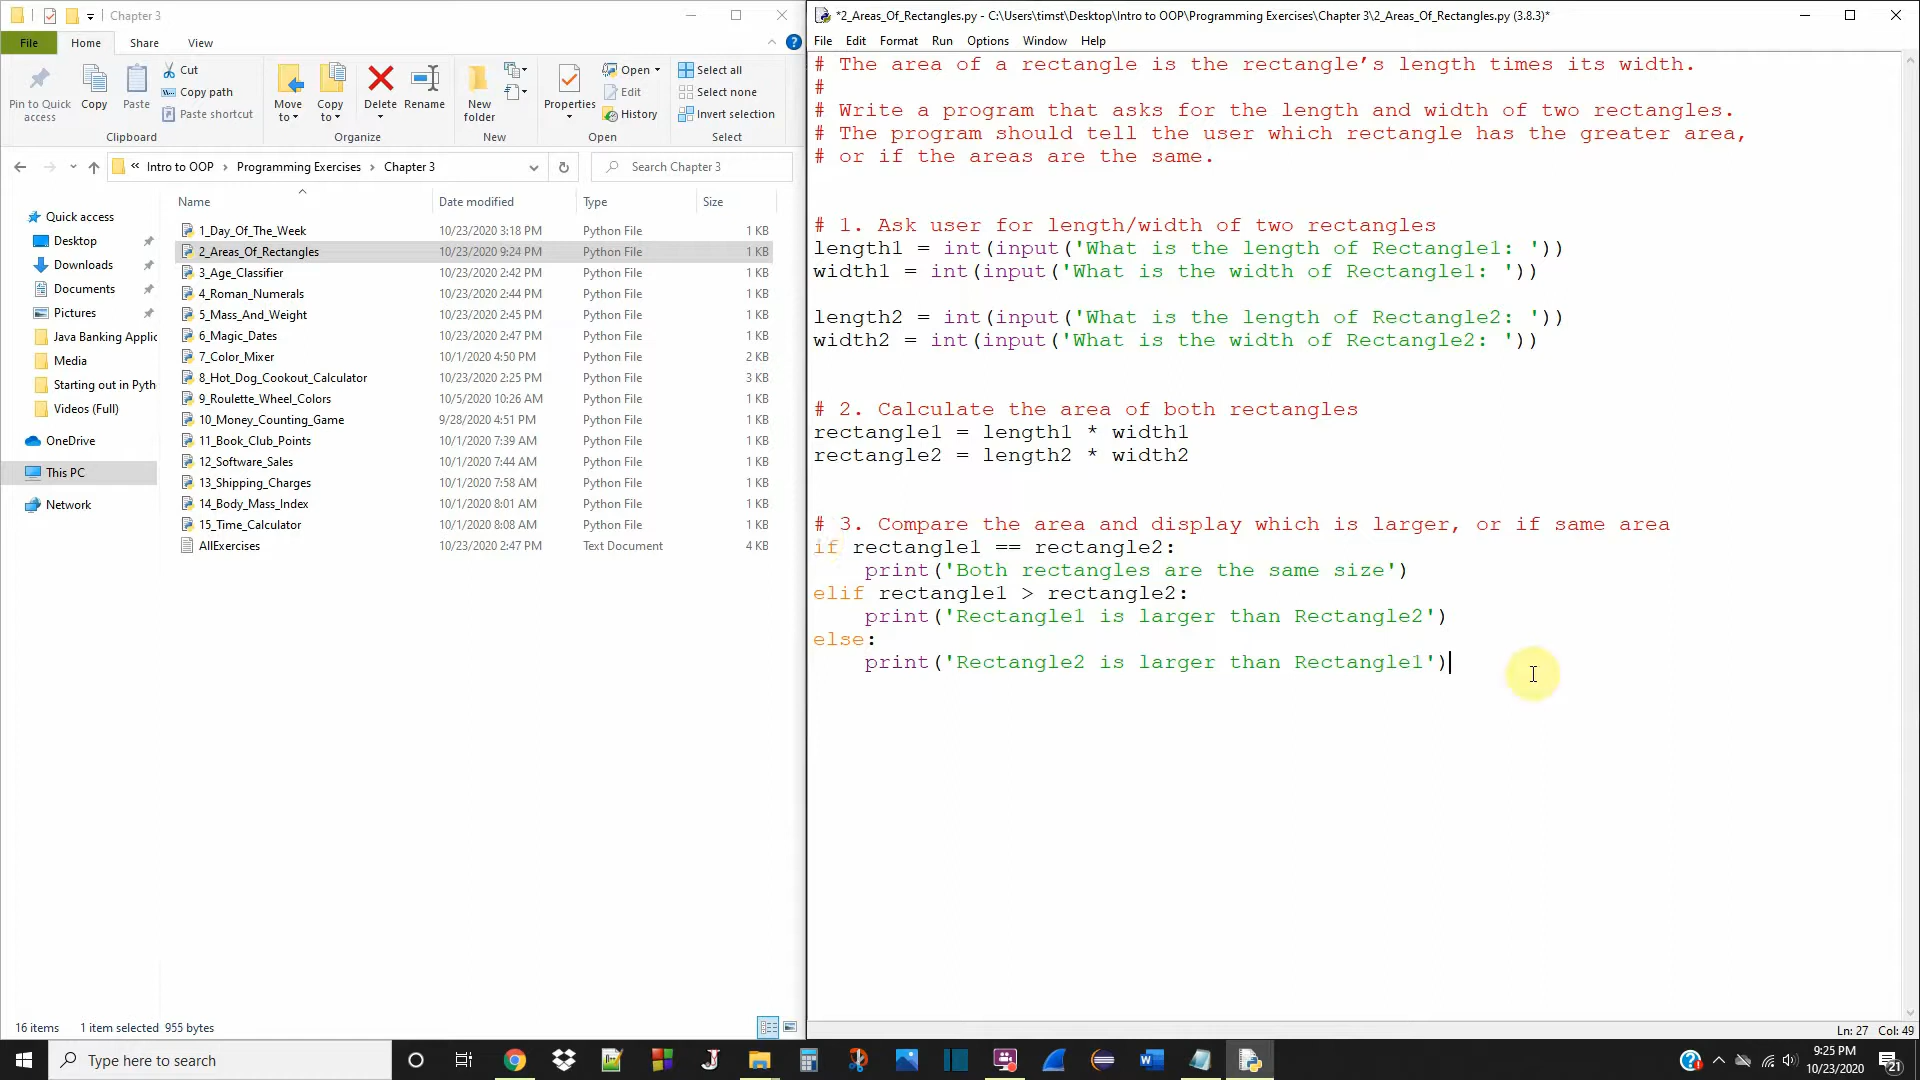 Chapter 3
File Home Share View
Pin to Quick access
Copy
Paste
Cut
Copy path
Paste shortcut
Clipboard
Move to
Copy to
Delete
Rename
Organize
New folder
New
Properties
Open
Edit
History
Open
Select all
Select none
Invert selection
Select
« Intro to OOP > Programming Exercises > Chapter 3
Search Chapter 3
Quick access
Desktop
Downloads
Documents
Pictures
Java Banking Applic
Media
Starting out in Pyth
Videos (Full)
OneDrive
This PC
Network
Name Date modified Type Size
1_Day_Of_The_Week 10/23/2020 3:18 PM Python File 1 KB
2_Areas_Of_Rectangles 10/23/2020 9:24 PM Python File 1 KB
3_Age_Classifier 10/23/2020 2:42 PM Python File 1 KB
4_Roman_Numerals 10/23/2020 2:44 PM Python File 1 KB
5_Mass_And_Weight 10/23/2020 2:45 PM Python File 1 KB
6_Magic_Dates 10/23/2020 2:47 PM Python File 1 KB
7_Color_Mixer 10/1/2020 4:50 PM Python File 2 KB
8_Hot_Dog_Cookout_Calculator 10/23/2020 2:25 PM Python File 3 KB
9_Roulette_Wheel_Colors 10/5/2020 10:26 AM Python File 1 KB
10_Money_Counting_Game 9/28/2020 4:51 PM Python File 1 KB
11_Book_Club_Points 10/1/2020 7:39 AM Python File 1 KB
12_Software_Sales 10/1/2020 7:44 AM Python File 1 KB
13_Shipping_Charges 10/1/2020 7:58 AM Python File 1 KB
14_Body_Mass_Index 10/1/2020 8:01 AM Python File 1 KB
15_Time_Calculator 10/1/2020 8:08 AM Python File 1 KB
AllExercises 10/23/2020 2:47 PM Text Document 4 KB
16 items 1 item selected 955 bytes
*2_Areas_Of_Rectangles.py - C:\Users\timst\Desktop\Intro to OOP\Programming Exercises\Chapter 3\2_Areas_Of_Rectangles.py (3.8.3)*
File Edit Format Run Options Window Help
# The area of a rectangle is the rectangle’s length times its width.
#
# Write a program that asks for the length and width of two rectangles.
# The program should tell the user which rectangle has the greater area,
# or if the areas are the same.
# 1. Ask user for length/width of two rectangles
length1 = int(input('What is the length of Rectangle1: '))
width1 = int(input('What is the width of Rectangle1: '))
length2 = int(input('What is the length of Rectangle2: '))
width2 = int(input('What is the width of Rectangle2: '))
# 2. Calculate the area of both rectangles
rectangle1 = length1 * width1
rectangle2 = length2 * width2
# 3. Compare the area and display which is larger, or if same area
if rectangle1 == rectangle2:
    print('Both rectangles are the same size')
elif rectangle1 > rectangle2:
    print('Rectangle1 is larger than Rectangle2')
else:
    print('Rectangle2 is larger than Rectangle1')
Ln: 27 Col: 49
Type here to search
9:25 PM
10/23/2020
21